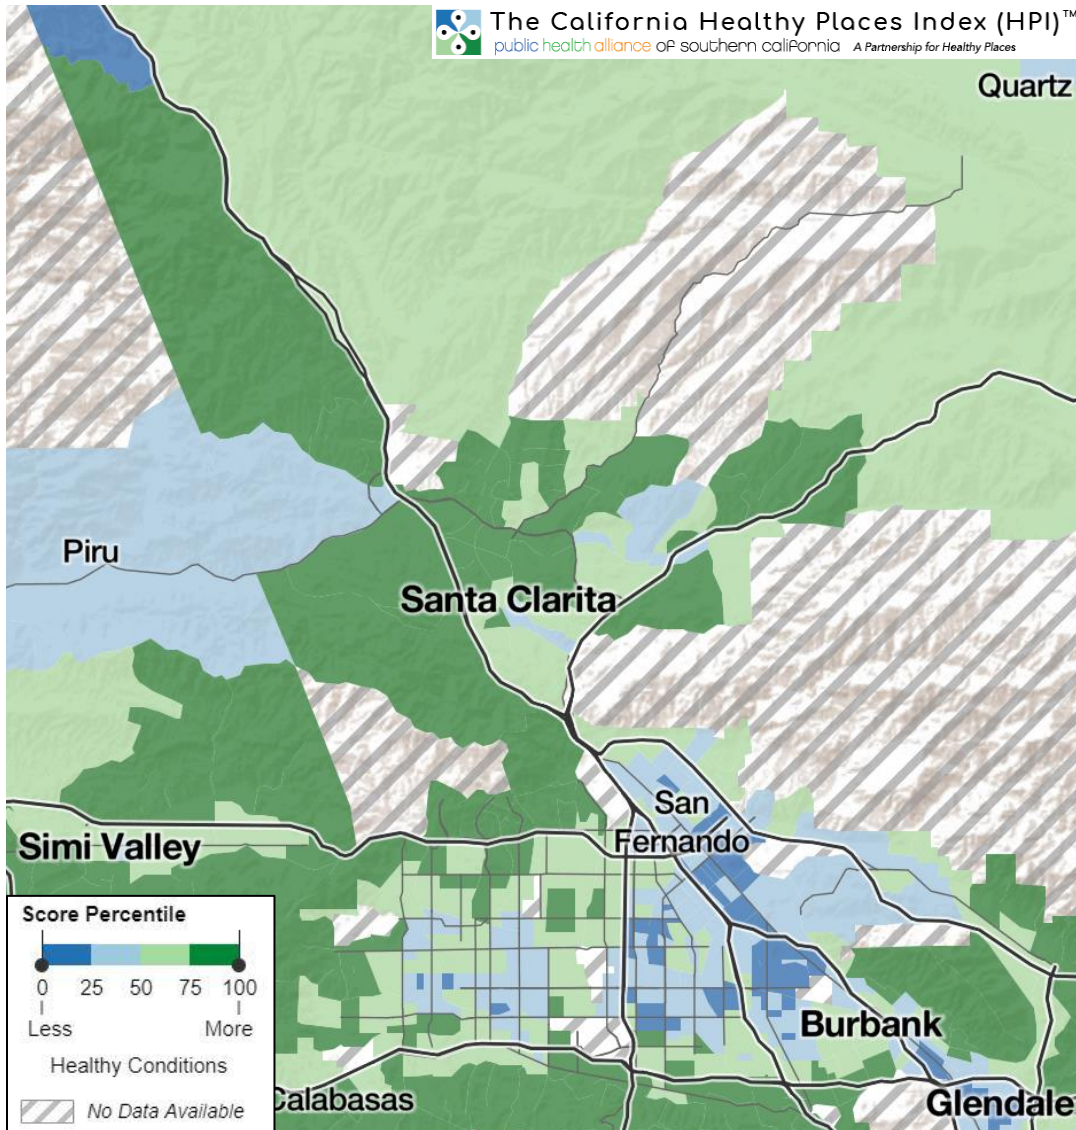 The California Healthy Places Index (HPI)™
public health alliance of southern california A Partnership for Healthy Places
Quartz
Piru
Santa Clarita
San
Fernando
Simi Valley
Burbank
Calabasas
Glendale
Score Percentile
0 25 50 75 100
Less More
Healthy Conditions
No Data Available